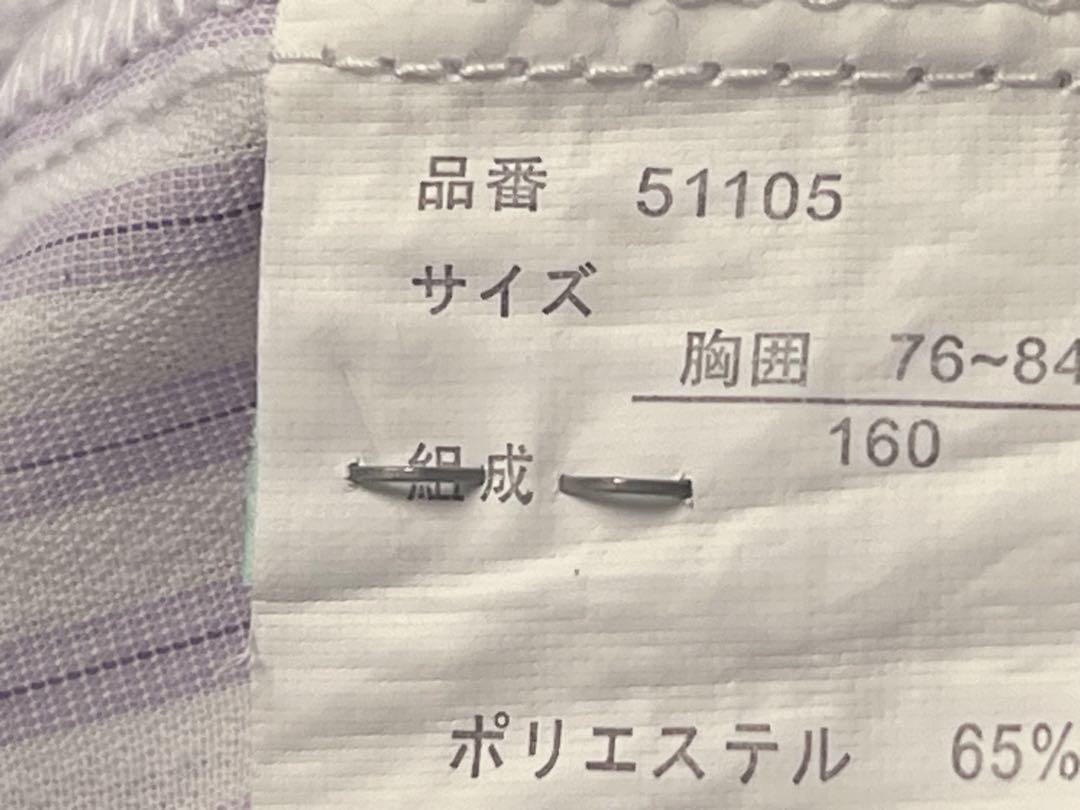 品番 51105
サイズ
胸囲 76~84
160
組成
ポリエステル 65%